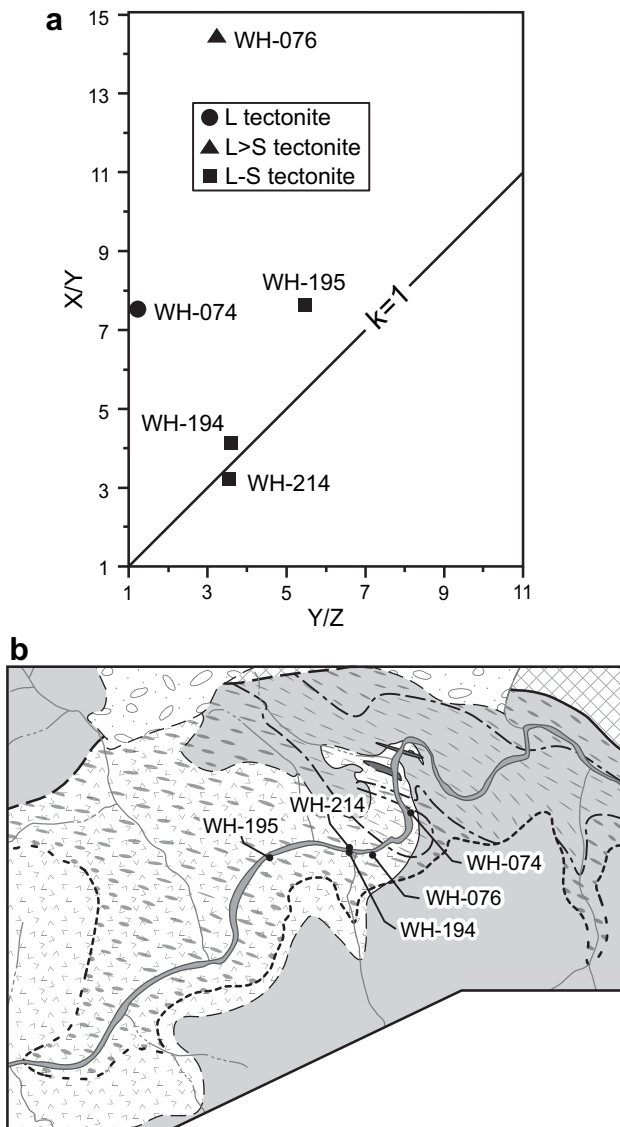 a
15
WH-076
13
L tectonite
L>S tectonite
L-S tectonite
11
9
WH-195
X/Y
k=1
WH-074
7
5
WH-194
WH-214
3
1
1
3
5
7
9
11
Y/Z
b
WH-214
WH-195
WH-074
WH-076
WH-194